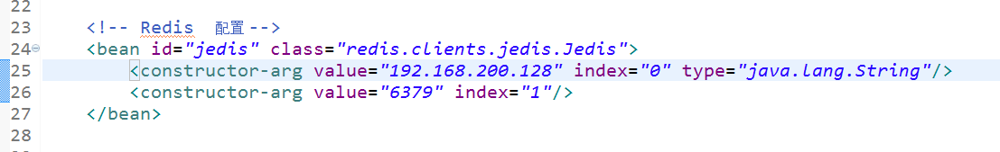 22
23 <!-- Redis 配置-->
24 <bean id="jedis" class="redis.clients.jedis.Jedis">
25 <constructor-arg value="192.168.200.128" index="0" type="java.lang.String"/>
26 <constructor-arg value="6379" index="1"/>
27 </bean>
28